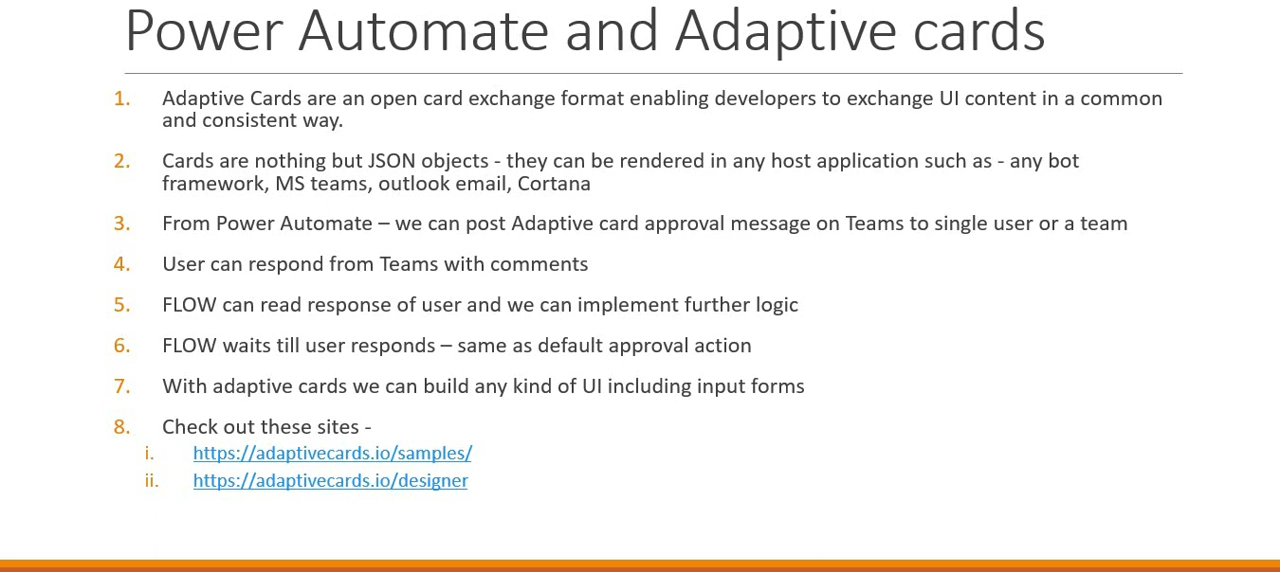 Power Automate and Adaptive cards
1. Adaptive Cards are an open card exchange format enabling developers to exchange UI content in a common
and consistent way.
2. Cards are nothing but JSON objects - they can be rendered in any host application such as - any bot
framework, MS teams, outlook email, Cortana
3. From Power Automate – we can post Adaptive card approval message on Teams to single user or a team
4. User can respond from Teams with comments
5. FLOW can read response of user and we can implement further logic
6. FLOW waits till user responds – same as default approval action
7. With adaptive cards we can build any kind of UI including input forms
8. Check out these sites -
i. https://adaptivecards.io/samples/
ii. https://adaptivecards.io/designer